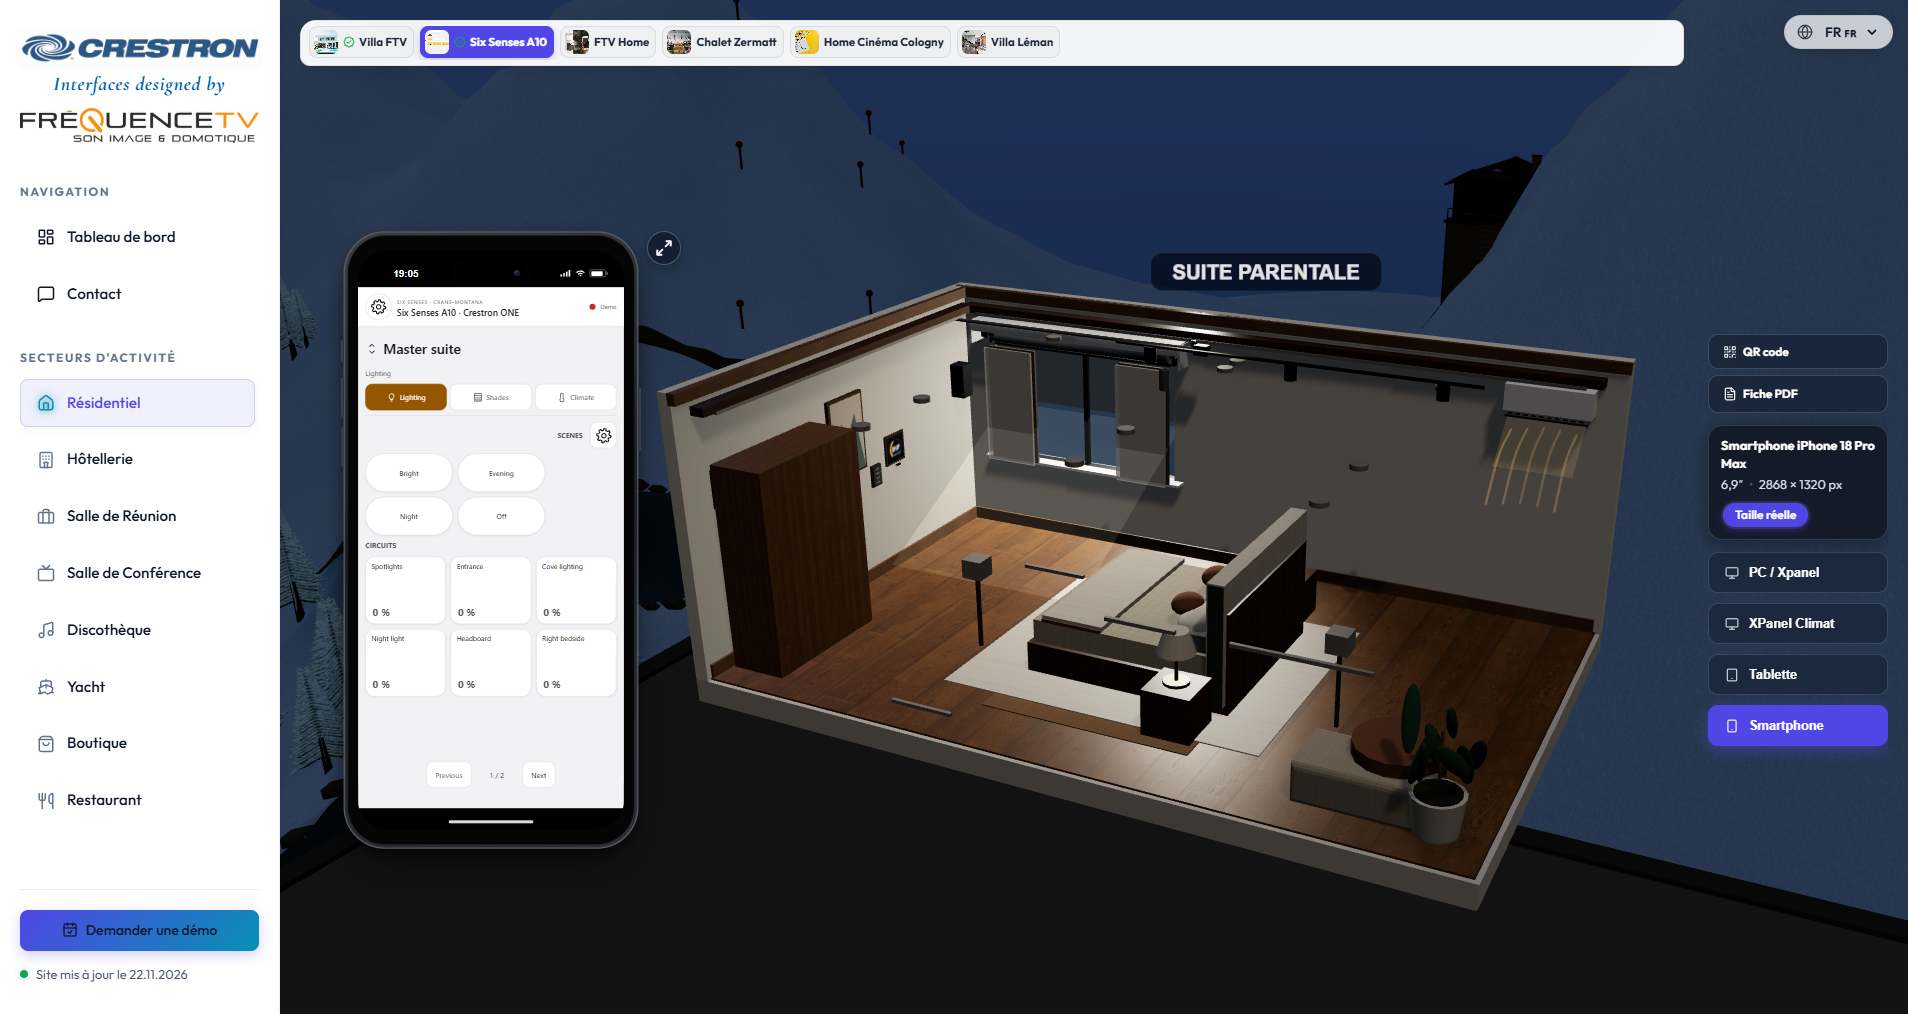 CRESTRON
Interfaces designed by
FRÉQUENCETV
SON IMAGE & DOMOTIQUE
NAVIGATION
Tableau de bord
Contact
SECTEURS D'ACTIVITÉ
Résidentiel
Hôtellerie
Salle de Réunion
Salle de Conférence
Discothèque
Yacht
Boutique
Restaurant
Demander une démo
Site mis à jour le 22.11.2026
Villa FTV
Six Senses A10
FTV Home
Chalet Zermatt
Home Cinéma Cologny
Villa Léman
FR FR
19:05
SIX SENSES - CRANS-MONTANA
Six Senses A10 · Crestron ONE
Demo
Master suite
Lighting
Lighting
Shades
Climate
SCENES
Bright
Evening
Night
Off
CIRCUITS
Spotlights
Entrance
Cove lighting
0 %
0 %
0 %
Night light
Headboard
Right bedside
0 %
0 %
0 %
Previous
1 / 2
Next
SUITE PARENTALE
QR code
Fiche PDF
Smartphone iPhone 18 Pro
Max
6,9" · 2868 × 1320 px
Taille réelle
PC / Xpanel
XPanel Climat
Tablette
Smartphone